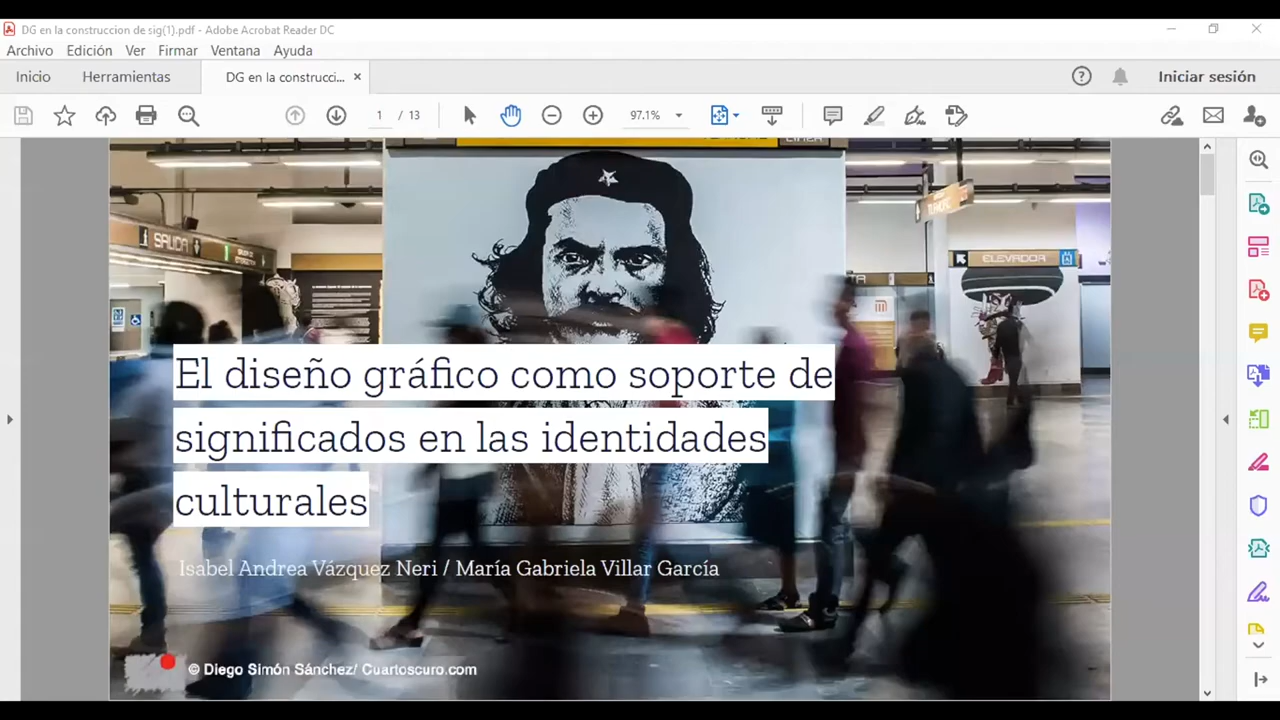 DG en la construccion de sig(1).pdf - Adobe Acrobat Reader DC
Archivo Edición Ver Firmar Ventana Ayuda
Inicio Herramientas DG en la construcci... × Iniciar sesión
1 / 13 97.1%
SALIDA
ELEVADOR
El diseño gráfico como soporte de
significados en las identidades
culturales
Isabel Andrea Vázquez Neri / María Gabriela Villar García
© Diego Simón Sánchez/ Cuartoscuro.com